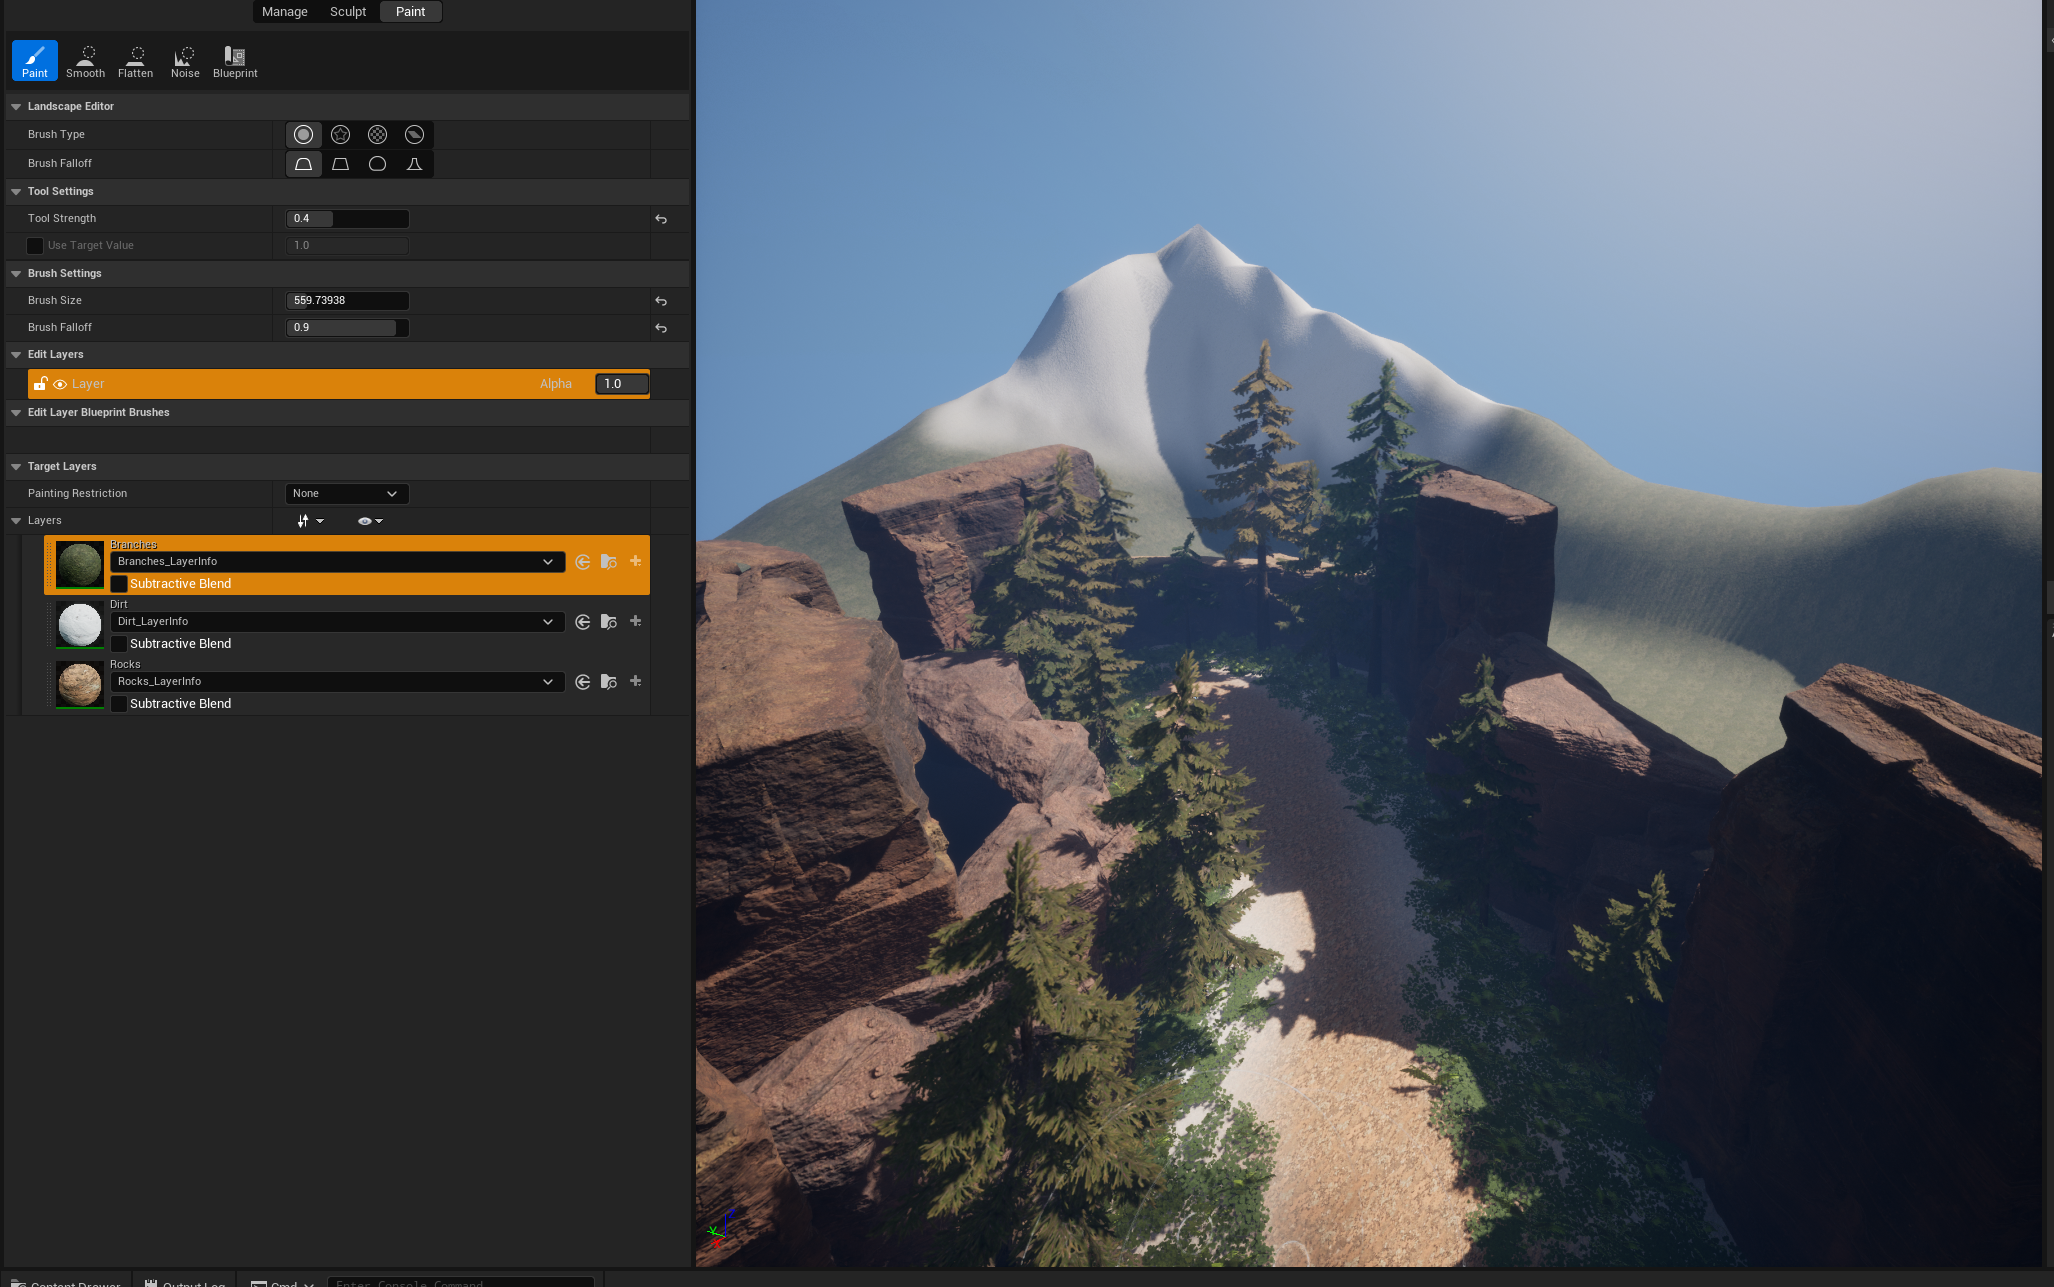 Manage Sculpt Paint
Paint Smooth Flatten Noise Blueprint
Landscape Editor
Brush Type
Brush Falloff
Tool Settings
Tool Strength 0.4
Use Target Value 1.0
Brush Settings
Brush Size 559.73938
Brush Falloff 0.9
Edit Layers
Layer Alpha 1.0
Edit Layer Blueprint Brushes
Target Layers
Painting Restriction None
Layers
Branches
Branches_LayerInfo
Subtractive Blend
Dirt
Dirt_LayerInfo
Subtractive Blend
Rocks
Rocks_LayerInfo
Subtractive Blend
Content Drawer Output Log Cmd Enter Console Command